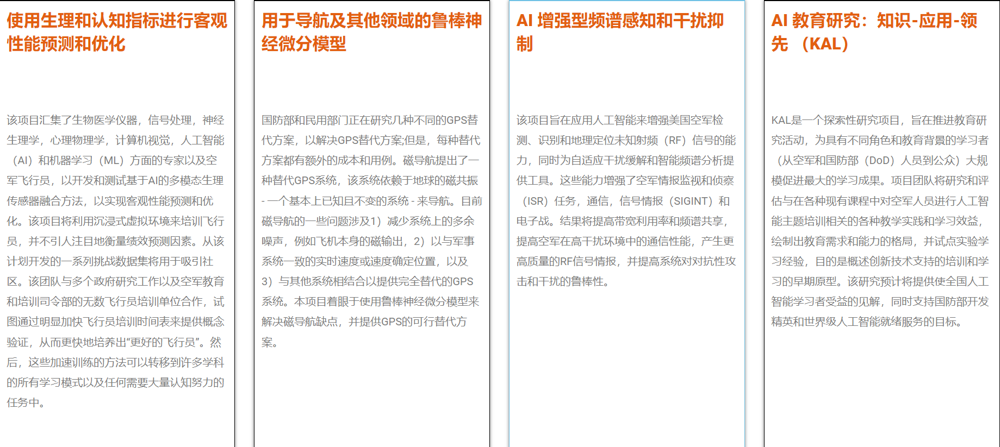 使用生理和认知指标进行客观
性能预测和优化
该项目汇集了生物医学仪器，信号处理，神经
生理学，心理物理学，计算机视觉，人工智能
（AI）和机器学习（ML）方面的专家以及空
军飞行员，以开发和测试基于AI的多模态生理
传感器融合方法，以实现客观性能预测和优
化。该项目将利用沉浸式虚拟环境来培训飞行
员，并不引人注目地衡量绩效预测因素。从该
计划开发的一系列挑战数据集将用于吸引社
区。该团队与多个政府研究工作以及空军教育
和培训司令部的无数飞行员培训单位合作，试
图通过明显加快飞行员培训时间表来提供概念
验证，从而更快地培养出“更好的飞行员”。然
后，这些加速训练的方法可以转移到许多学科
的所有学习模式以及任何需要大量认知努力的
任务中。
用于导航及其他领域的鲁棒神
经微分模型
国防部和民用部门正在研究几种不同的GPS替
代方案，以解决GPS替代方案;但是，每种替代
方案都有额外的成本和用例。磁导航提出了一
种替代GPS系统，该系统依赖于地球的磁共振
- 一个基本上已知且不变的系统 - 来导航。目前
磁导航的一些问题涉及1）减少系统上的多余
噪声，例如飞机本身的磁输出，2）以与军事
系统一致的实时速度或速度确定位置，以及
3）与其他系统相结合以提供完全替代的GPS
系统。本项目着眼于使用鲁棒神经微分模型来
解决磁导航缺点，并提供GPS的可行替代方
案。
AI 增强型频谱感知和干扰抑
制
该项目旨在应用人工智能来增强美国空军检
测、识别和地理定位未知射频（RF）信号的能
力，同时为自适应干扰缓解和智能频谱分析提
供工具。这些能力增强了空军情报监视和侦察
（ISR）任务，通信，信号情报（SIGINT）和
电子战。结果将提高带宽利用率和频谱共享，
提高空军在高干扰环境中的通信性能，产生更
高质量的RF信号情报，并提高系统对对抗性攻
击和干扰的鲁棒性。
AI 教育研究：知识-应用-领
先 （KAL）
KAL是一个探索性研究项目，旨在推进教育研
究活动，为具有不同角色和教育背景的学习者
（从空军和国防部（DoD）人员到公众）大规
模促进最大的学习成果。项目团队将研究和评
估与在各种现有课程中对空军人员进行人工智
能主题培训相关的各种教学实践和学习效益，
绘制出教育需求和能力的格局，并试点实验学
习经验，目的是概述创新技术支持的培训和学
习的早期原型。该研究预计将提供使全国人工
智能学习者受益的见解，同时支持国防部开发
精英和世界级人工智能就绪服务的目标。